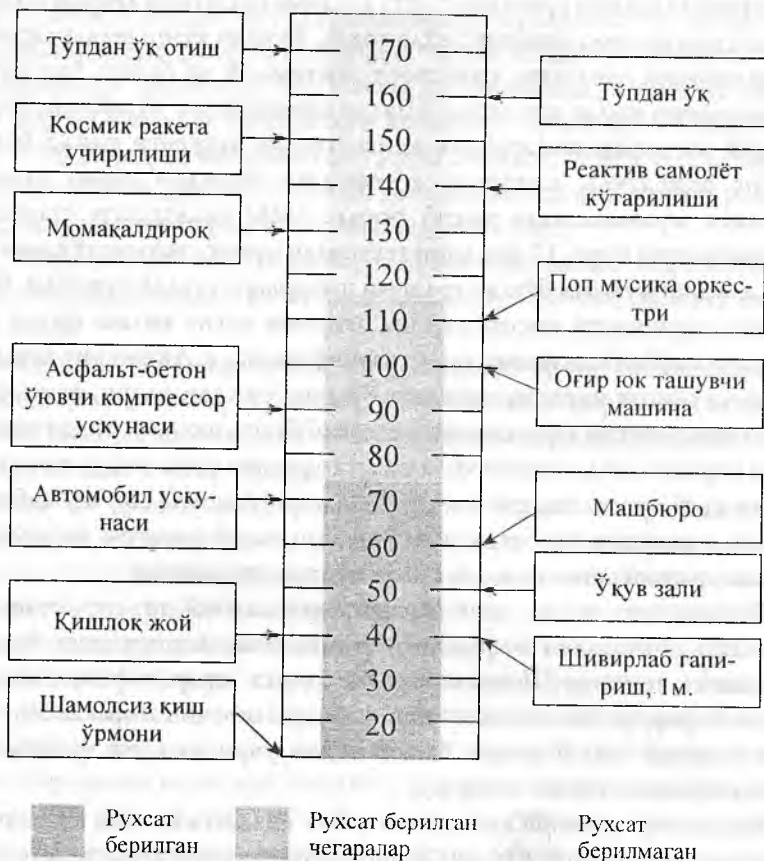 Тўпдан ўқ отиш
Космик ракета
учирилиши
Момақалдироқ
Асфальт-бетон
ўювчи компрессор
ускунаси
Автомобил уску-
наси
Қишлоқ жой
Шамолсиз қиш
ўрмони
170
160
150
140
130
120
110
100
90
80
70
60
50
40
30
20
Тўпдан ўқ
Реактив самолёт
кўтарилиши
Поп мусиқа оркес-
три
Оғир юк ташувчи
машина
Машбюро
Ўқув зали
Шивирлаб гапи-
риш, 1м.
Рухсат
берилган
Рухсат берилган
чегаралар
Рухсат
берилмаган